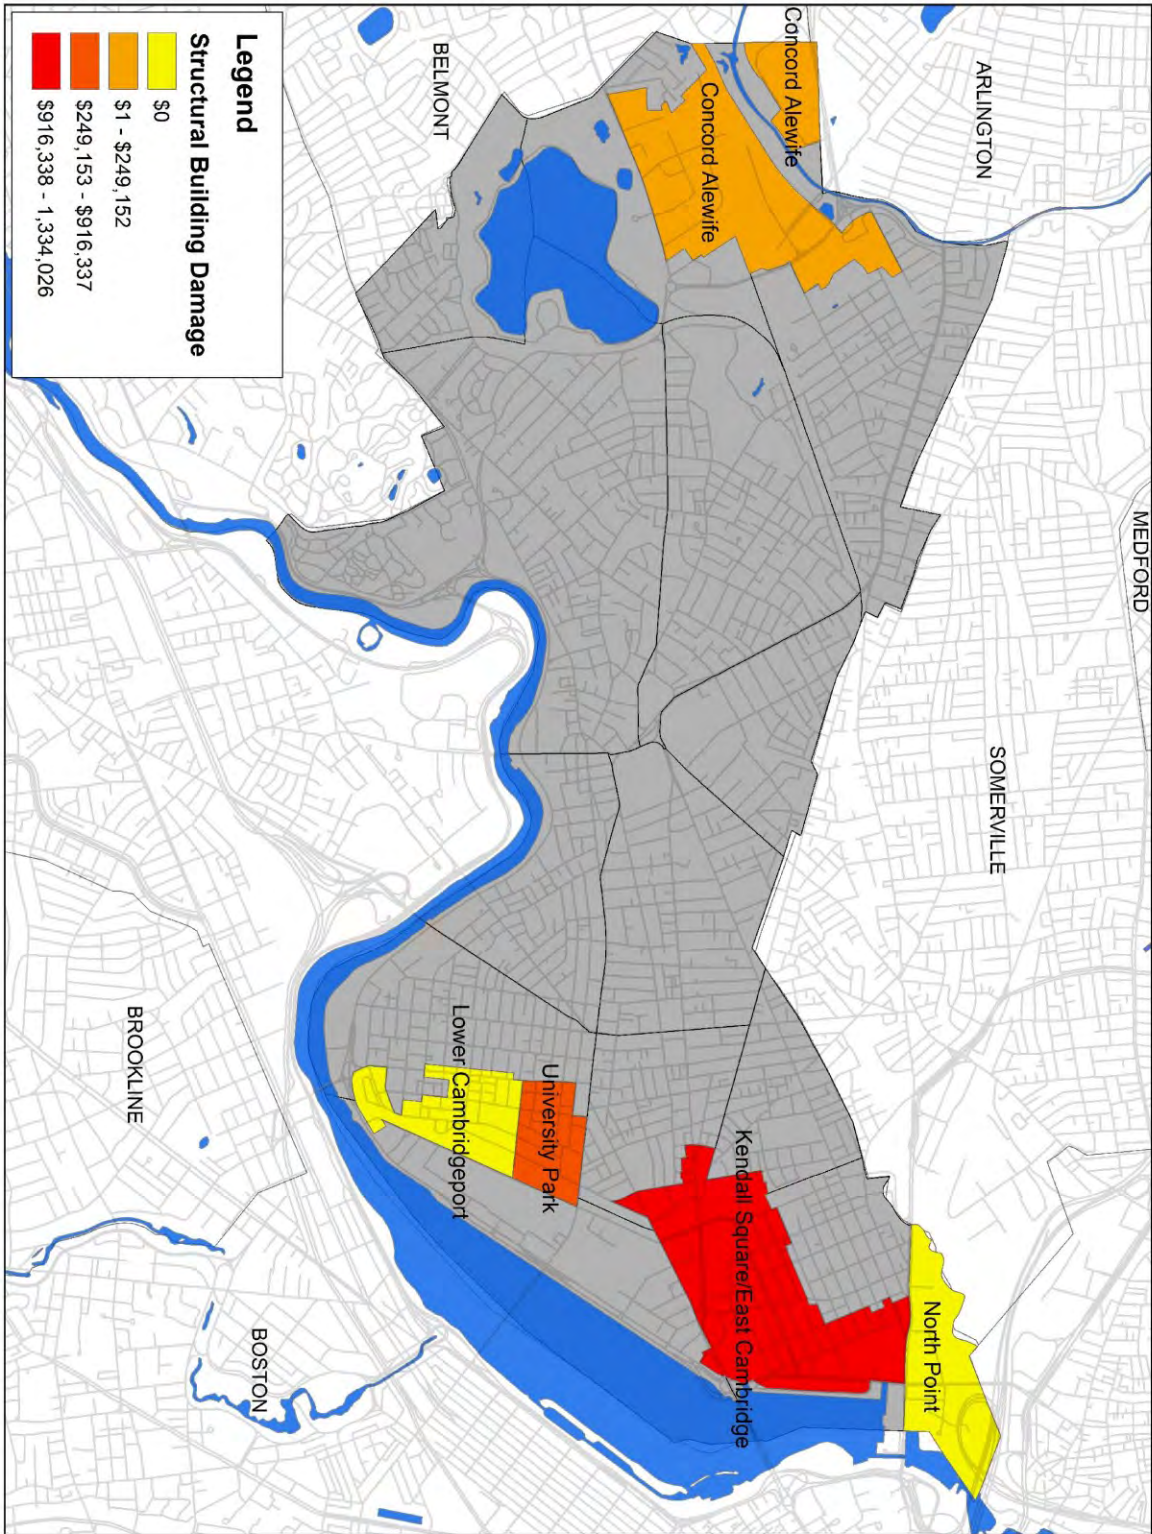 Legend
Structural Building Damage
$0
$1 - $249,152
$249,153 - $916,337
$916,338 - 1,334,026
ARLINGTON
MEDFORD
BELMONT
SOMERVILLE
BROOKLINE
BOSTON
Concord Alewife
Concord Alewife
North Point
Kendall Square/East Cambridge
University Park
Lower Cambridgeport